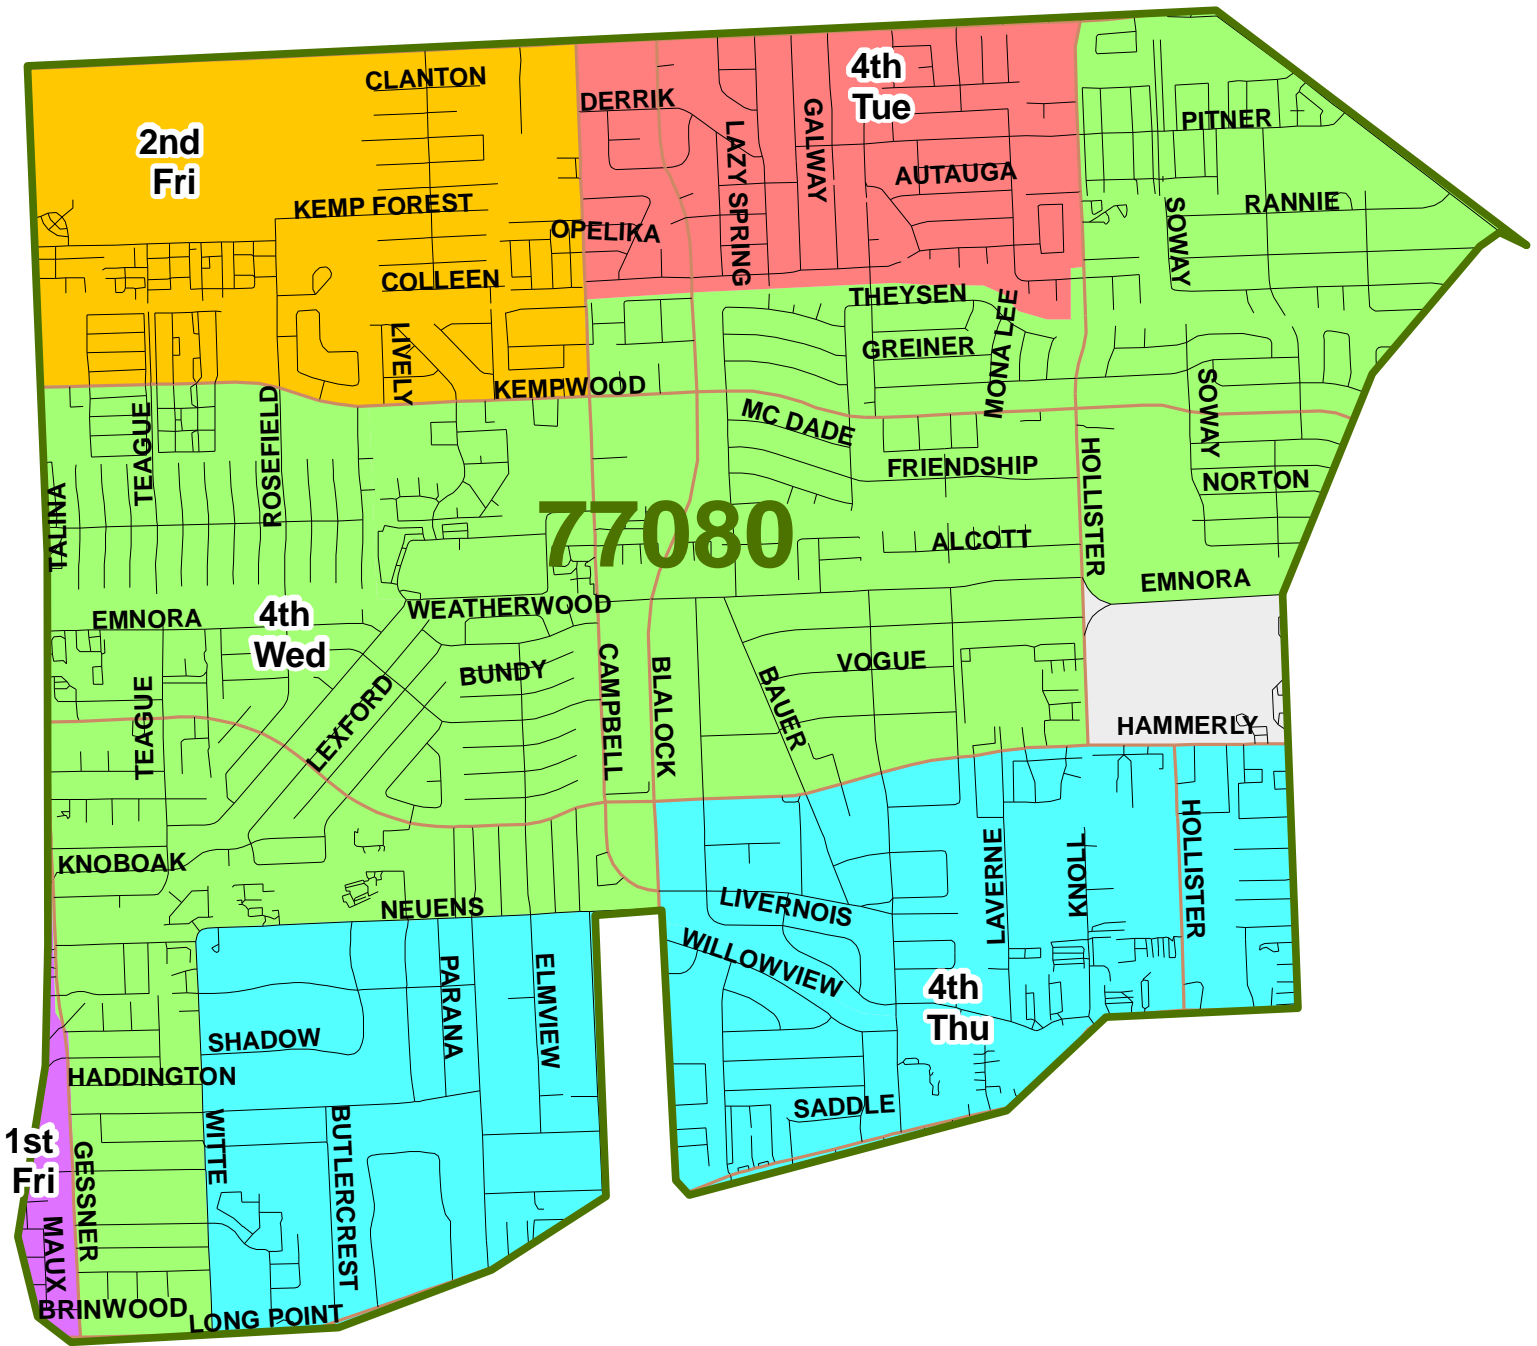 CLANTON
4th
Tue
DERRIK
2nd
Fri
GALWAY
PITNER
LAZY SPRING
AUTAUGA
KEMP FOREST
RANNIE
SOWAY
OPELIKA
COLLEEN
THEYSEN
MONA LEE
LIVELY
GREINER
KEMPWOOD
SOWAY
TEAGUE
ROSEFIELD
MC DADE
HOLLISTER
FRIENDSHIP
NORTON
TALINA
77080
ALCOTT
EMNORA
WEATHERWOOD
EMNORA
4th
Wed
CAMPBELL
BLALOCK
BAUER
VOGUE
BUNDY
LEXFORD
TEAGUE
HAMMERLY
HOLLISTER
LAVERNE
KNOLL
KNOBOAK
NEUENS
LIVERNOIS
WILLOWVIEW
PARANA
ELMVIEW
4th
Thu
SHADOW
HADDINGTON
SADDLE
1st
Fri
GESSNER
WITTE
BUTLERCREST
MAUX
BRINWOOD
LONG POINT